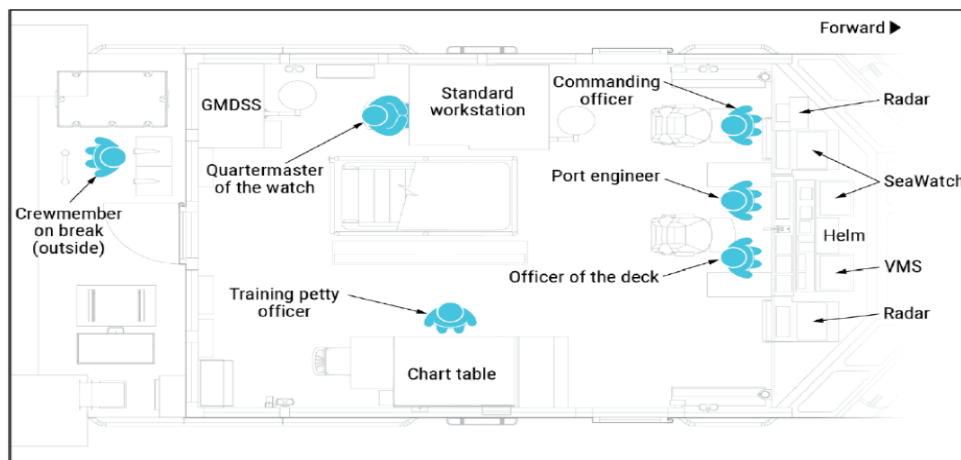 Forward ▶
GMDSS
Standard
workstation
Commanding
officer
Radar
Quartermaster
of the watch
Port engineer
SeaWatch
Crewmember
on break
(outside)
Helm
Officer of the deck
VMS
Training petty
officer
Radar
Chart table